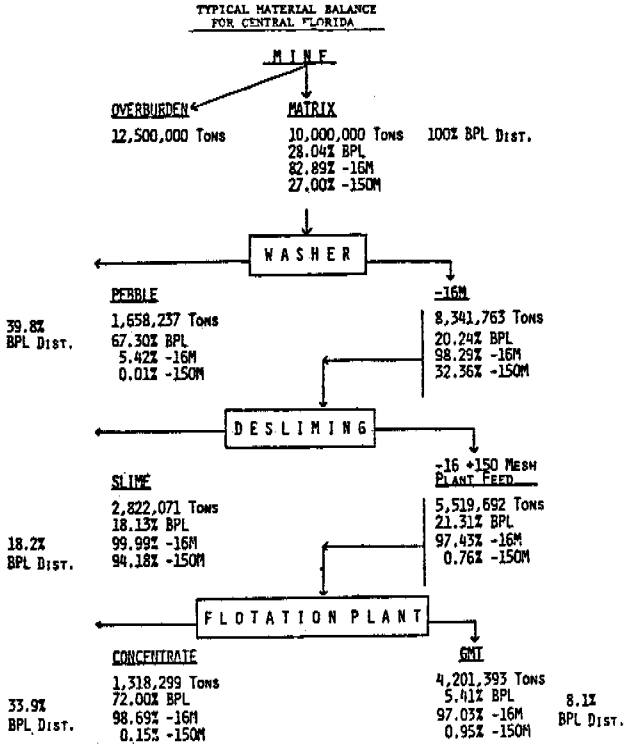 TYPICAL MATERIAL BALANCE
FOR CENTRAL FLORIDA
MINE
OVERBURDEN
12,500,000 TONS
MATRIX
10,000,000 TONS 100% BPL DIST.
28.04% BPL
82.89% -16M
27.00% -150M
WASHER
39.8%
BPL DIST.
PEBBLE
1,658,237 TONS
67.30% BPL
5.42% -16M
0.01% -150M
-16M
8,341,763 TONS
20.24% BPL
98.29% -16M
32.36% -150M
DESLIMING
18.2%
BPL DIST.
SLIME
2,822,071 TONS
18.13% BPL
99.99% -16M
94.18% -150M
-16 +150 MESH
PLANT FEED
5,519,692 TONS
21.31% BPL
97.43% -16M
0.76% -150M
FLOTATION PLANT
33.9%
BPL DIST.
CONCENTRATE
1,318,299 TONS
72.00% BPL
98.69% -16M
0.15% -150M
GMT
4,201,393 TONS
5.41% BPL
97.03% -16M
0.95% -150M
8.1%
BPL DIST.